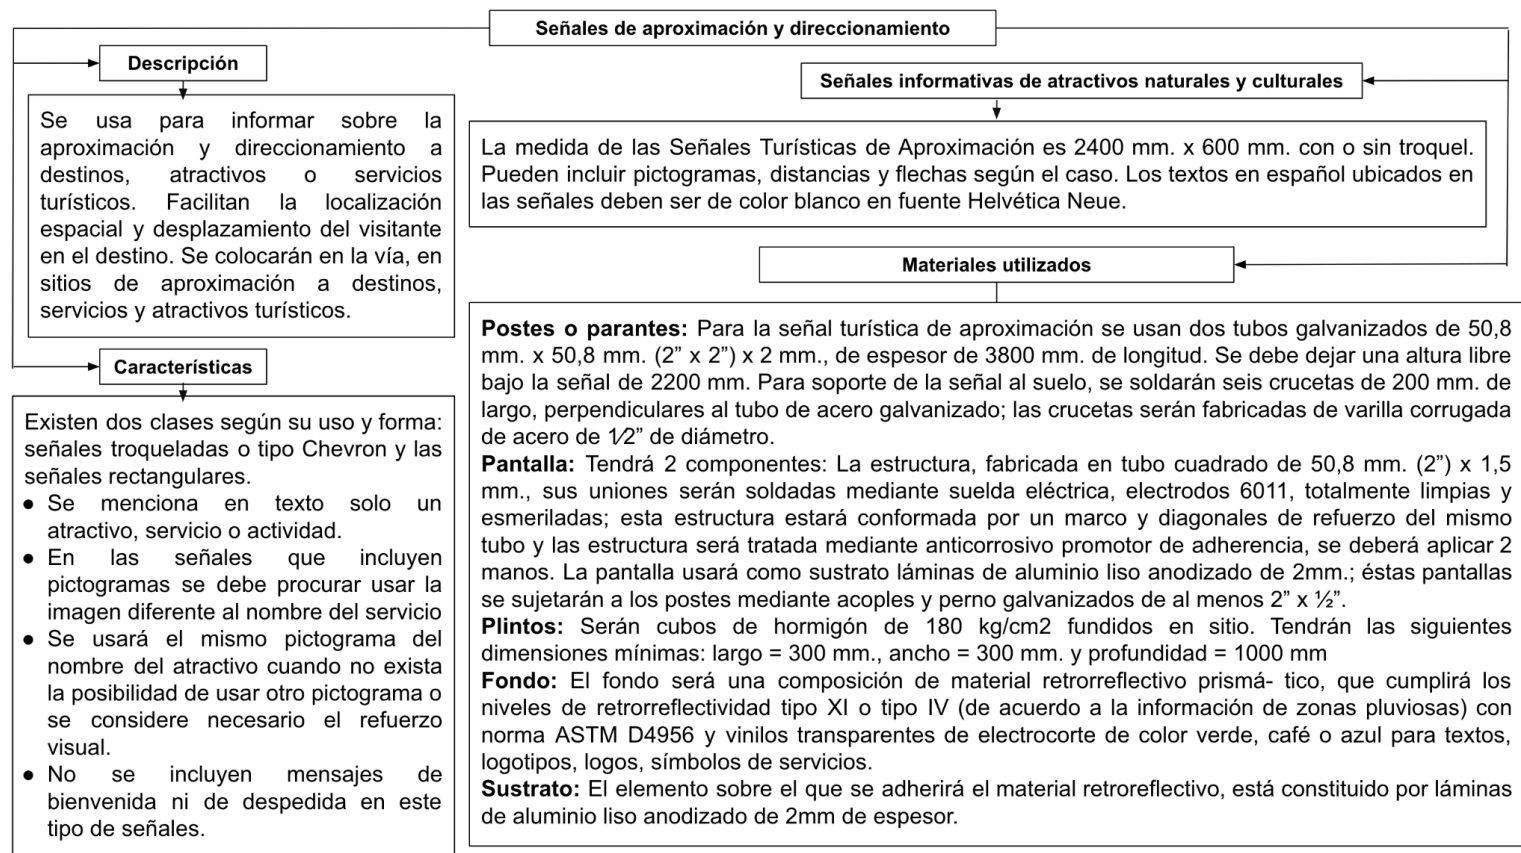 Señales de aproximación y direccionamiento
Descripción
Se usa para informar sobre la
aproximación y direccionamiento a
destinos, atractivos o servicios
turísticos. Facilitan la localización
espacial y desplazamiento del visitante
en el destino. Se colocarán en la vía, en
sitios de aproximación a destinos,
servicios y atractivos turísticos.
Características
Existen dos clases según su uso y forma:
señales troqueladas o tipo Chevron y las
señales rectangulares.
● Se menciona en texto solo un
atractivo, servicio o actividad.
● En las señales que incluyen
pictogramas se debe procurar usar la
imagen diferente al nombre del servicio
● Se usará el mismo pictograma del
nombre del atractivo cuando no exista
la posibilidad de usar otro pictograma o
se considere necesario el refuerzo
visual.
● No se incluyen mensajes de
bienvenida ni de despedida en este
tipo de señales.
Señales informativas de atractivos naturales y culturales
La medida de las Señales Turísticas de Aproximación es 2400 mm. x 600 mm. con o sin troquel.
Pueden incluir pictogramas, distancias y flechas según el caso. Los textos en español ubicados en
las señales deben ser de color blanco en fuente Helvética Neue.
Materiales utilizados
Postes o parantes: Para la señal turística de aproximación se usan dos tubos galvanizados de 50,8
mm. x 50,8 mm. (2” x 2”) x 2 mm., de espesor de 3800 mm. de longitud. Se debe dejar una altura libre
bajo la señal de 2200 mm. Para soporte de la señal al suelo, se soldarán seis crucetas de 200 mm. de
largo, perpendiculares al tubo de acero galvanizado; las crucetas serán fabricadas de varilla corrugada
de acero de 1⁄2” de diámetro.
Pantalla: Tendrá 2 componentes: La estructura, fabricada en tubo cuadrado de 50,8 mm. (2”) x 1,5
mm., sus uniones serán soldadas mediante suelda eléctrica, electrodos 6011, totalmente limpias y
esmeriladas; esta estructura estará conformada por un marco y diagonales de refuerzo del mismo
tubo y las estructura será tratada mediante anticorrosivo promotor de adherencia, se deberá aplicar 2
manos. La pantalla usará como sustrato láminas de aluminio liso anodizado de 2mm.; éstas pantallas
se sujetarán a los postes mediante acoples y perno galvanizados de al menos 2” x ½”.
Plintos: Serán cubos de hormigón de 180 kg/cm2 fundidos en sitio. Tendrán las siguientes
dimensiones mínimas: largo = 300 mm., ancho = 300 mm. y profundidad = 1000 mm
Fondo: El fondo será una composición de material retrorreflectivo prismá- tico, que cumplirá los
niveles de retrorreflectividad tipo XI o tipo IV (de acuerdo a la información de zonas pluviosas) con
norma ASTM D4956 y vinilos transparentes de electrocorte de color verde, café o azul para textos,
logotipos, logos, símbolos de servicios.
Sustrato: El elemento sobre el que se adherirá el material retroreflectivo, está constituido por láminas
de aluminio liso anodizado de 2mm de espesor.